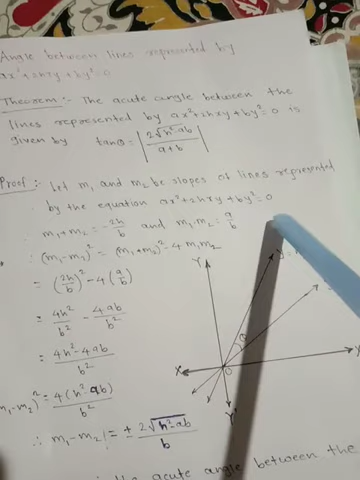 Angle between lines represented by
ax²+2hxy+by²=0
Theorem :- The acute angle between the
lines represented by ax²+2hxy+by²=0 is
given by tanθ = |2√h²-ab / a+b|
Proof :- Let m₁ and m₂ be slopes of lines represented
by the equation ax²+2hxy+by²=0
∴ m₁+m₂ = -2h/b and m₁·m₂ = a/b
∴ (m₁-m₂)² = (m₁+m₂)²-4m₁m₂
= (2h/b)² - 4(a/b)
= 4h²/b² - 4ab/b²
= 4h²-4ab/b²
m₁-m₂)² = 4(h²-ab)/b²
∴ m₁-m₂ = ± 2√h²-ab / b
Y
θ
X
O
X
Y'
acute angle between the